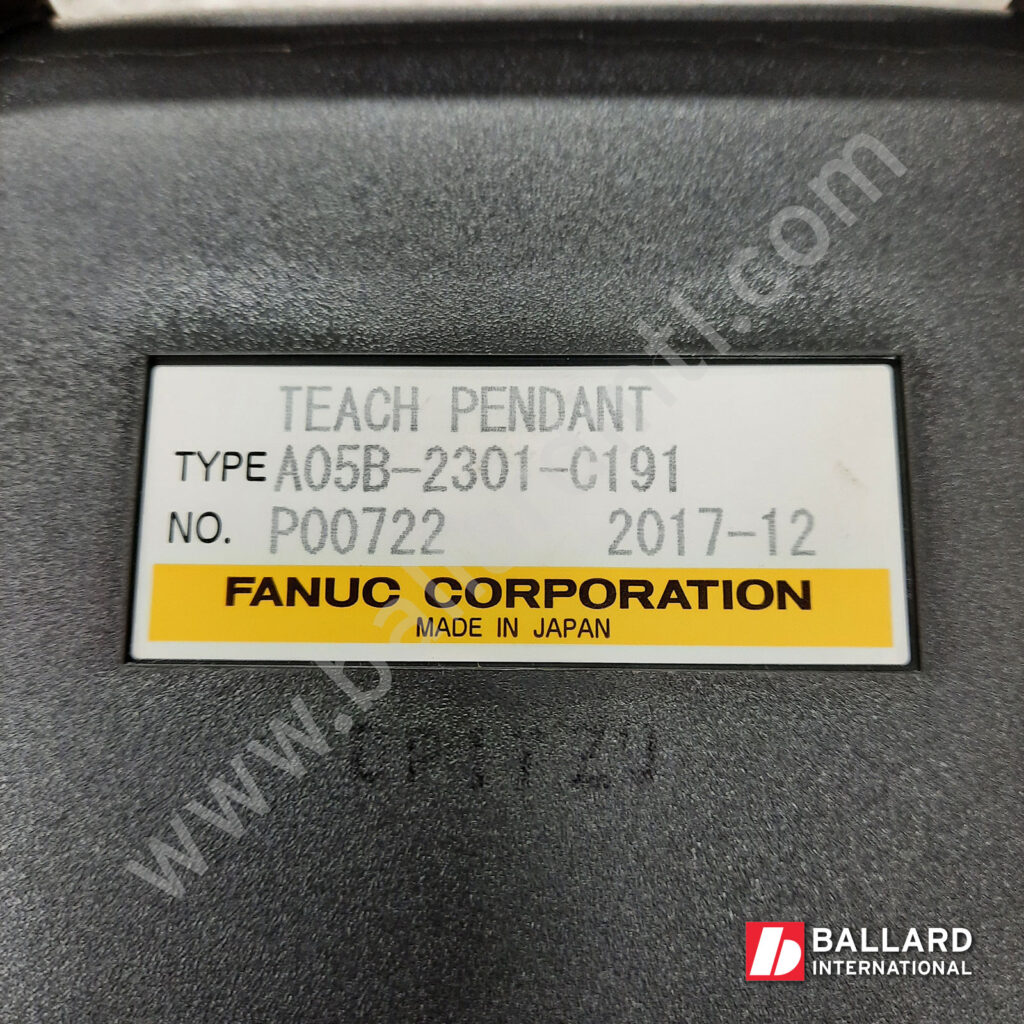 TEACH PENDANT
TYPE A05B-2301-C191
NO. P00722 2017-12
FANUC CORPORATION
MADE IN JAPAN
www.ballardintl.com
BALLARD
INTERNATIONAL